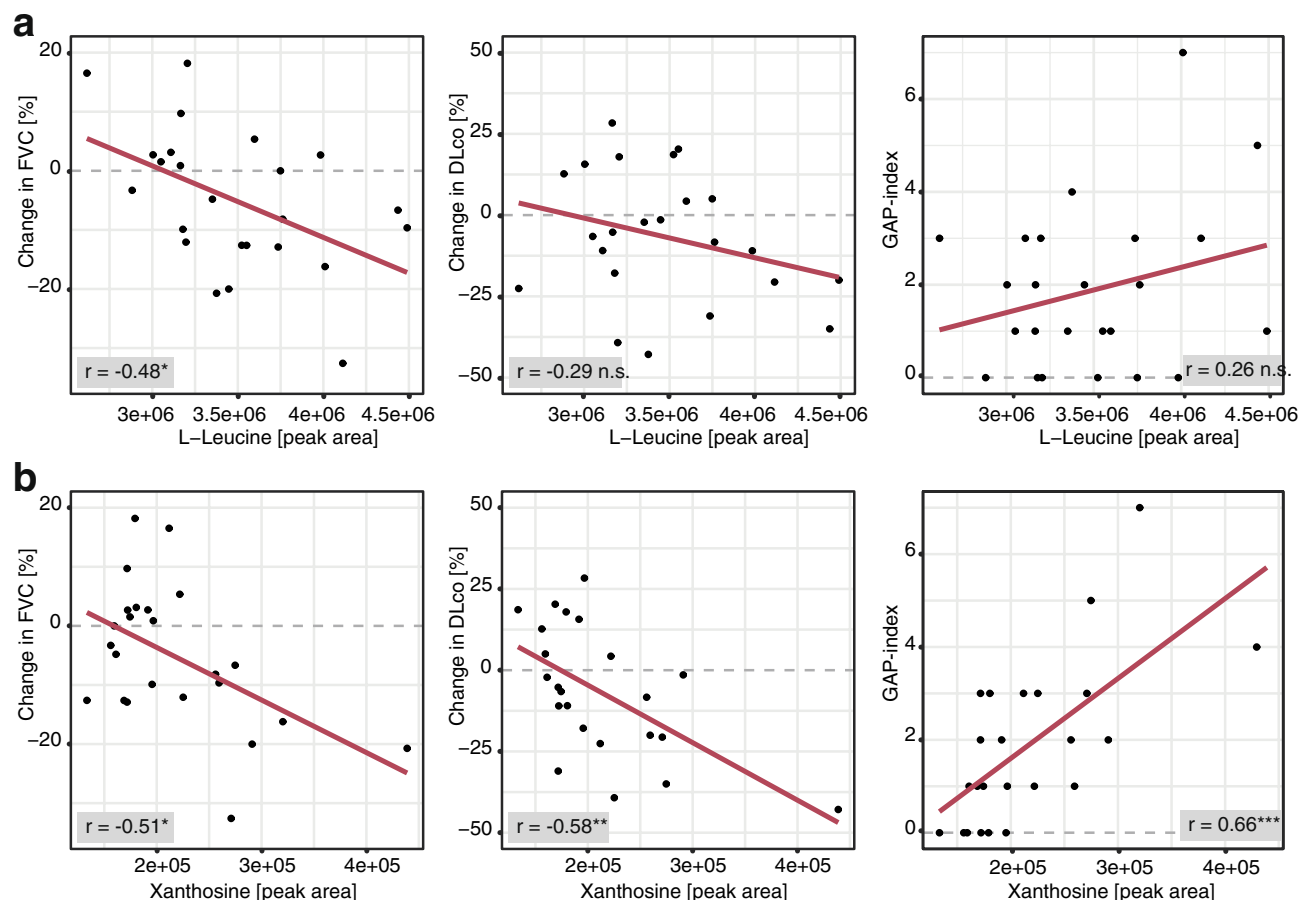 a
Change in FVC [%]
20
0
−20
r = -0.48*
3e+06 3.5e+06 4e+06 4.5e+06
L−Leucine [peak area]
Change in DLco [%]
50
25
0
−25
−50
r = -0.29 n.s.
3e+06 3.5e+06 4e+06 4.5e+06
L−Leucine [peak area]
GAP-index
6
4
2
0
r = 0.26 n.s.
3e+06 3.5e+06 4e+06 4.5e+06
L−Leucine [peak area]
b
Change in FVC [%]
20
0
−20
r = -0.51*
2e+05 3e+05 4e+05
Xanthosine [peak area]
Change in DLco [%]
50
25
0
−25
−50
r = -0.58**
2e+05 3e+05 4e+05
Xanthosine [peak area]
GAP-index
6
4
2
0
r = 0.66***
2e+05 3e+05 4e+05
Xanthosine [peak area]